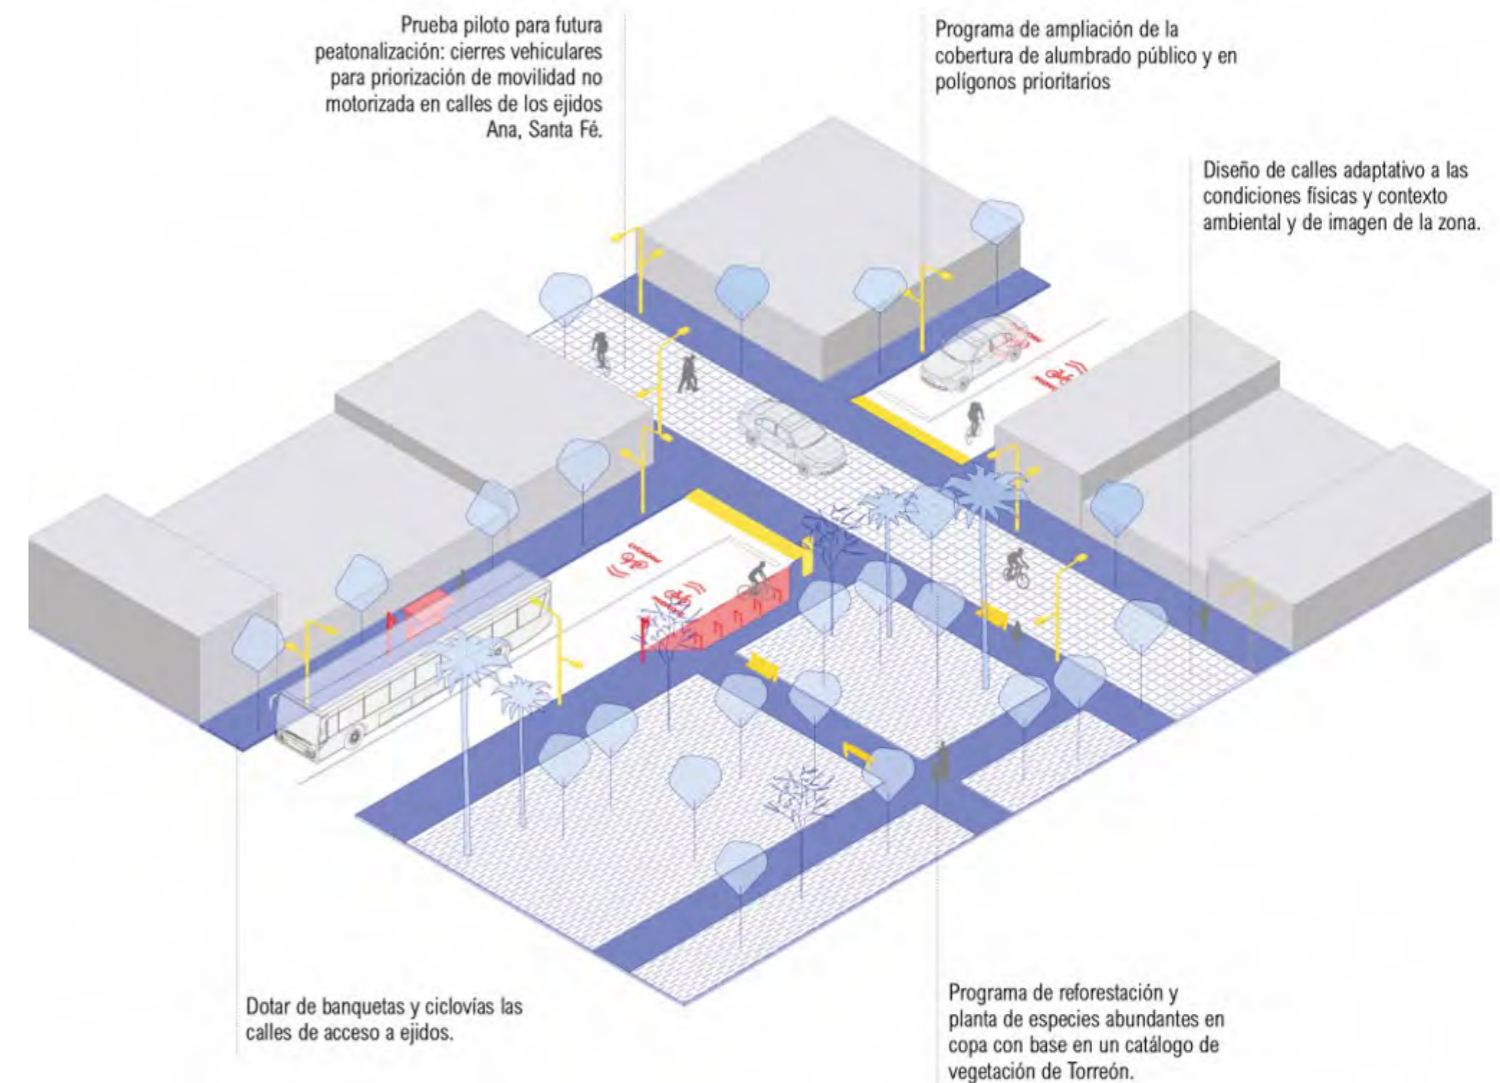 Prueba piloto para futura
peatonalización: cierres vehiculares
para priorización de movilidad no
motorizada en calles de los ejidos
Ana, Santa Fé.
Programa de ampliación de la
cobertura de alumbrado público y en
polígonos prioritarios
Diseño de calles adaptativo a las
condiciones físicas y contexto
ambiental y de imagen de la zona.
Dotar de banquetas y ciclovías las
calles de acceso a ejidos.
Programa de reforestación y
planta de especies abundantes en
copa con base en un catálogo de
vegetación de Torreón.